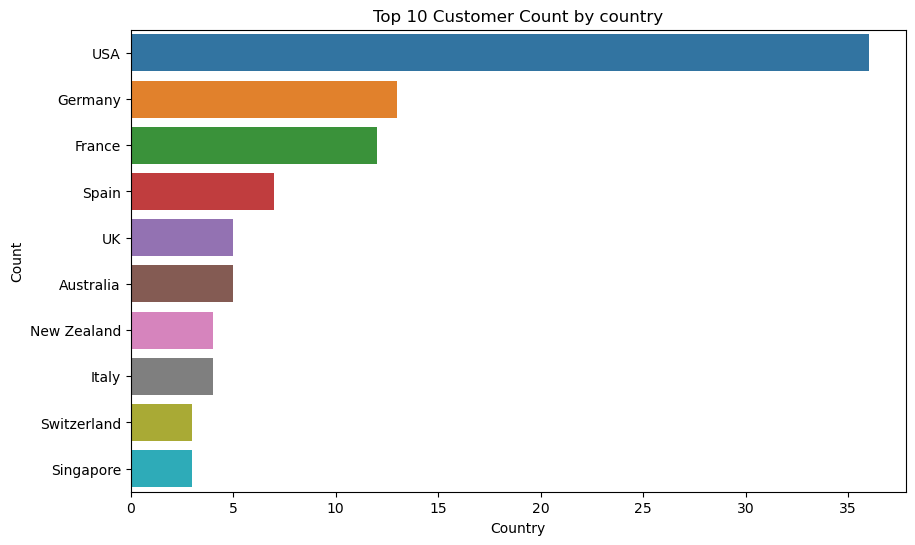 Top 10 Customer Count by country
USA
Germany
France
Spain
UK
Australia
New Zealand
Italy
Switzerland
Singapore
Count
0 5 10 15 20 25 30 35
Country